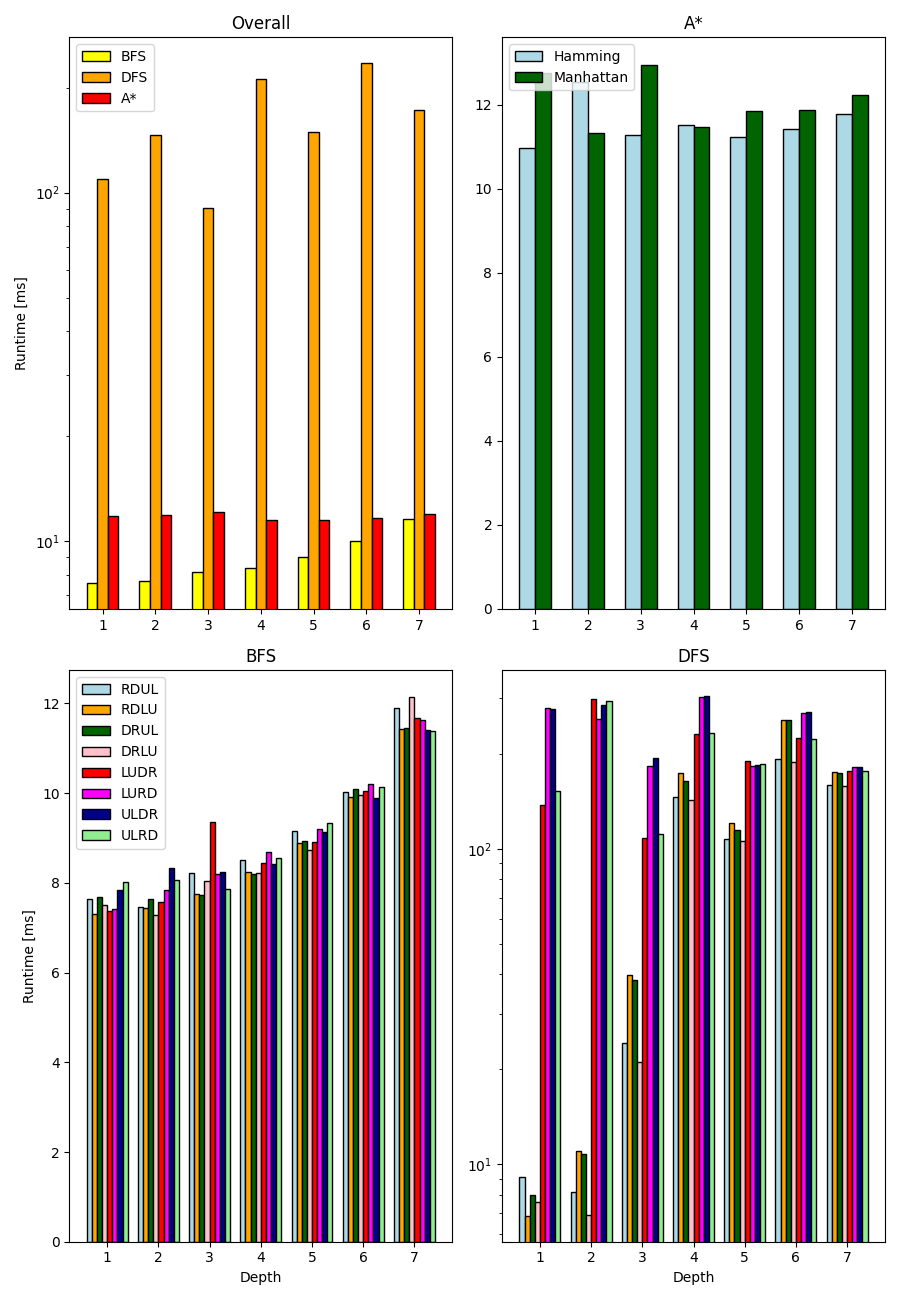 Overall
BFS
DFS
A*
10²
10¹
Runtime [ms]
1 2 3 4 5 6 7
A*
Hamming
Manhattan
12
10
8
6
4
2
0
1 2 3 4 5 6 7
BFS
RDUL
RDLU
DRUL
DRLU
LUDR
LURD
ULDR
ULRD
12
10
8
6
4
2
0
Runtime [ms]
1 2 3 4 5 6 7
Depth
DFS
10²
10¹
1 2 3 4 5 6 7
Depth